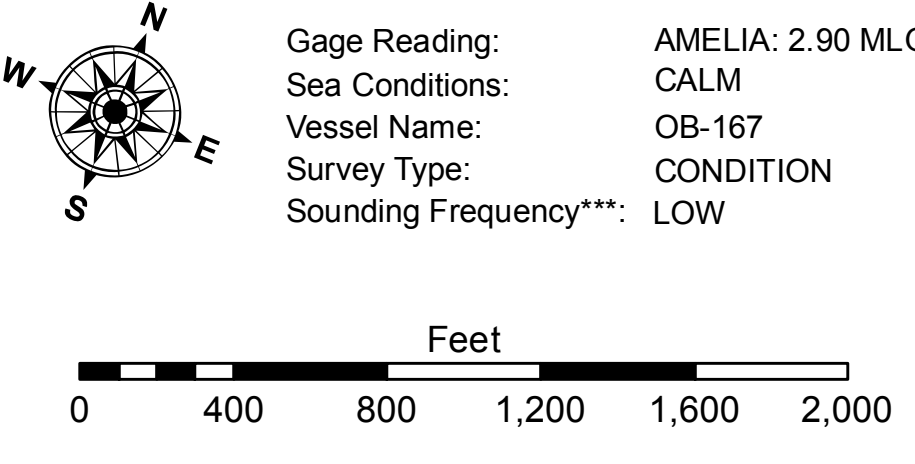 N
W
E
S
Gage Reading: AMELIA: 2.90
Sea Conditions: CALM
Vessel Name: OB-167
Survey Type: CONDITION
Sounding Frequency***: LOW
Feet
0 400 800 1,200 1,600 2,000